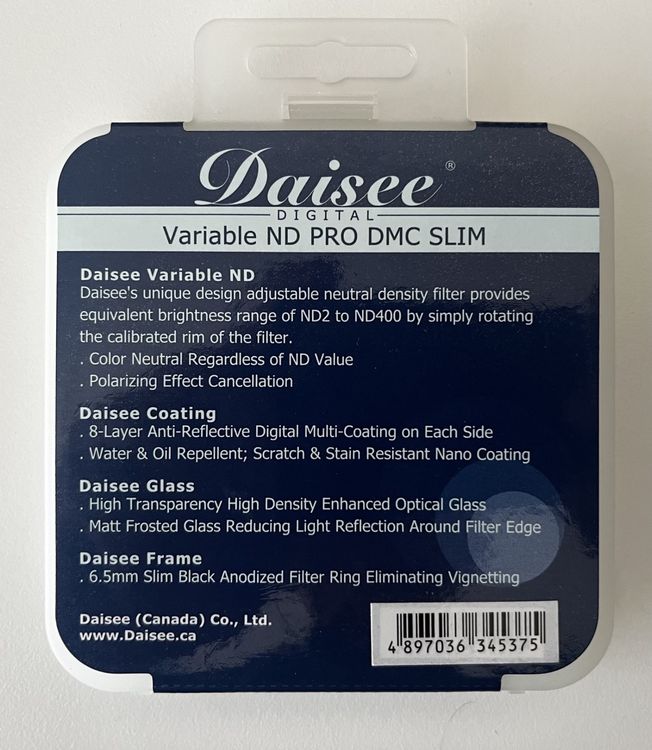 Daisee®
DIGITAL
Variable ND PRO DMC SLIM
Daisee Variable ND
Daisee's unique design adjustable neutral density filter provides
equivalent brightness range of ND2 to ND400 by simply rotating
the calibrated rim of the filter.
. Color Neutral Regardless of ND Value
. Polarizing Effect Cancellation
Daisee Coating
. 8-Layer Anti-Reflective Digital Multi-Coating on Each Side
. Water & Oil Repellent; Scratch & Stain Resistant Nano Coating
Daisee Glass
. High Transparency High Density Enhanced Optical Glass
. Matt Frosted Glass Reducing Light Reflection Around Filter Edge
Daisee Frame
. 6.5mm Slim Black Anodized Filter Ring Eliminating Vignetting
Daisee (Canada) Co., Ltd.
www.Daisee.ca
4 897036 345375